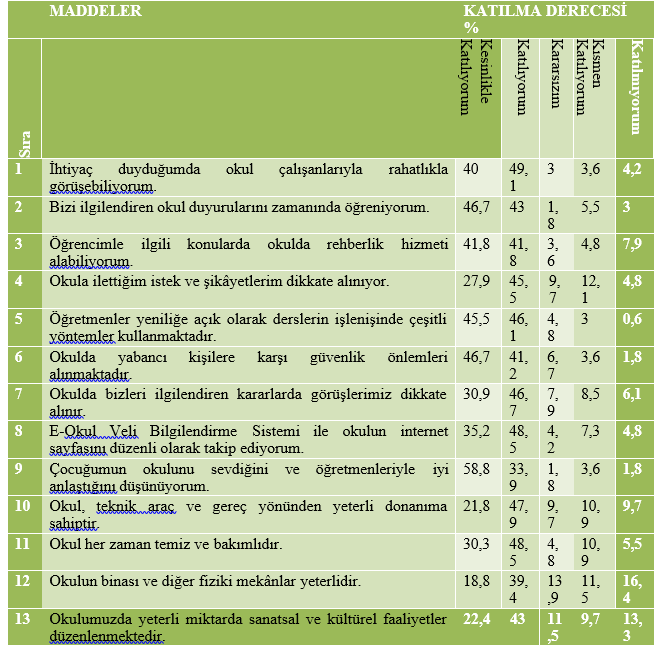 MADDELER KATILMA DERECESİ
%
Sıra Kesinlikle Katılıyorum Katılıyorum Kararsızım Kısmen Katılıyorum Katılmıyorum
1 İhtiyaç duyduğumda okul çalışanlarıyla rahatlıkla 40 49, 3 3,6 4,2
görüşebiliyorum. 1
2 Bizi ilgilendiren okul duyurularını zamanında öğreniyorum. 46,7 43 1, 5,5 3
8
3 Öğrencimle ilgili konularda okulda rehberlik hizmeti 41,8 41, 3, 4,8 7,9
alabiliyorum. 8 6
4 Okula ilettiğim istek ve şikâyetlerim dikkate alınıyor. 27,9 45, 9, 12, 4,8
5 7 1
5 Öğretmenler yeniliğe açık olarak derslerin işlenişinde çeşitli 45,5 46, 4, 3 0,6
yöntemler kullanmaktadır. 1 8
6 Okulda yabancı kişilere karşı güvenlik önlemleri 46,7 41, 6, 3,6 1,8
alınmaktadır. 2 7
7 Okulda bizleri ilgilendiren kararlarda görüşlerimiz dikkate 30,9 46, 7, 8,5 6,1
alınır. 7 9
8 E-Okul Veli Bilgilendirme Sistemi ile okulun internet 35,2 48, 4, 7,3 4,8
sayfasını düzenli olarak takip ediyorum. 5 2
9 Çocuğumun okulunu sevdiğini ve öğretmenleriyle iyi 58,8 33, 1, 3,6 1,8
anlaştığını düşünüyorum. 9 8
10 Okul, teknik araç ve gereç yönünden yeterli donanıma 21,8 47, 9, 10, 9,7
sahiptir. 9 7 9
11 Okul her zaman temiz ve bakımlıdır. 30,3 48, 4, 10, 5,5
5 8 9
12 Okulun binası ve diğer fiziki mekânlar yeterlidir. 18,8 39, 13 11, 16,
4 ,9 5 4
13 Okulumuzda yeterli miktarda sanatsal ve kültürel faaliyetler 22,4 43 11 9,7 13,
düzenlenmektedir. ,5 3